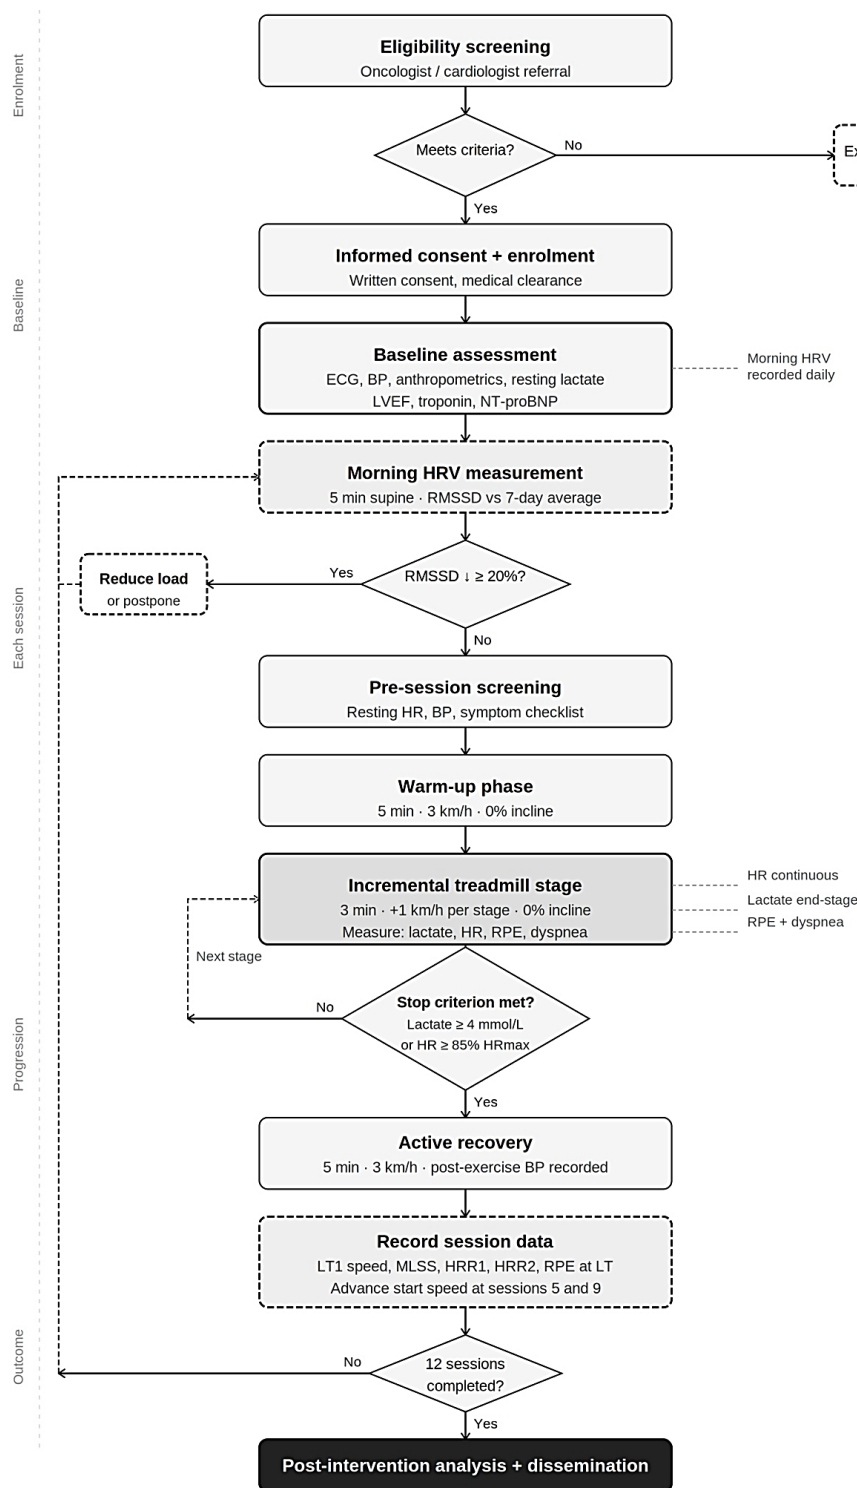 Enrolment
Eligibility screening
Oncologist / cardiologist referral
Meets criteria?
No
Yes
Baseline
Informed consent + enrolment
Written consent, medical clearance
Baseline assessment
ECG, BP, anthropometrics, resting lactate
LVEF, troponin, NT-proBNP
Morning HRV
recorded daily
Each session
Morning HRV measurement
5 min supine · RMSSD vs 7-day average
RMSSD ↓ ≥ 20%?
Yes
Reduce load
or postpone
No
Pre-session screening
Resting HR, BP, symptom checklist
Warm-up phase
5 min · 3 km/h · 0% incline
Incremental treadmill stage
3 min · +1 km/h per stage · 0% incline
Measure: lactate, HR, RPE, dyspnea
HR continuous
Lactate end-stage
RPE + dyspnea
Next stage
Progression
Stop criterion met?
Lactate ≥ 4 mmol/L
or HR ≥ 85% HRmax
No
Yes
Active recovery
5 min · 3 km/h · post-exercise BP recorded
Record session data
LT1 speed, MLSS, HRR1, HRR2, RPE at LT
Advance start speed at sessions 5 and 9
Outcome
12 sessions
completed?
No
Yes
Post-intervention analysis + dissemination